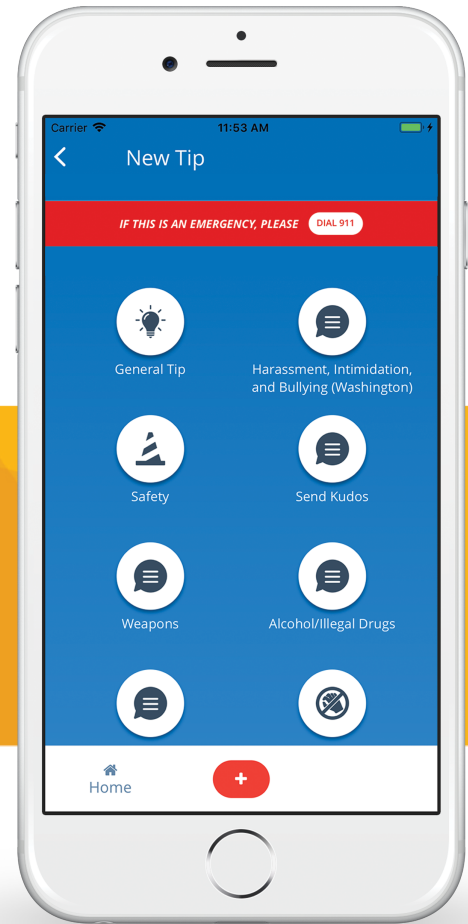 Carrier 11:53 AM
New Tip
IF THIS IS AN EMERGENCY, PLEASE DIAL 911
General Tip
Harassment, Intimidation,
and Bullying (Washington)
Safety
Send Kudos
Weapons
Alcohol/Illegal Drugs
Home